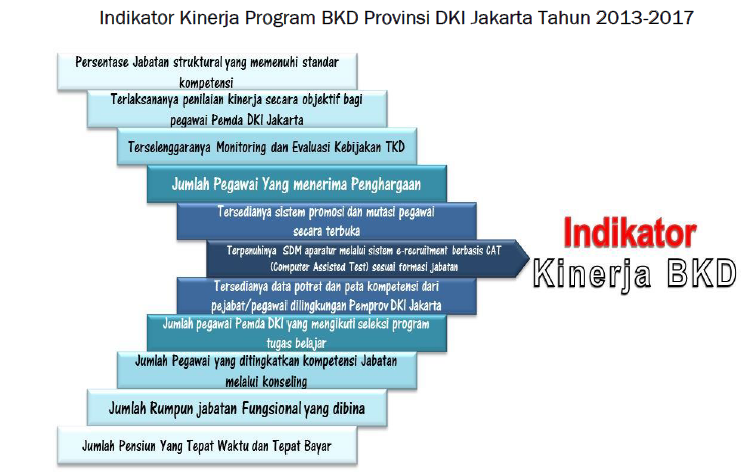 Indikator Kinerja Program BKD Provinsi DKI Jakarta Tahun 2013-2017
Persentase Jabatan struktural yang memenuhi standar
kompetensi
Terlaksananya penilaian kinerja secara objektif bagi
pegawai Pemda DKI Jakarta
Terselenggaranya Monitoring dan Evaluasi Kebijakan TKD
Jumlah Pegawai Yang menerima Penghargaan
Tersedianya sistem promosi dan mutasi pegawai
secara terbuka
Terpenuhinya SDM aparatur melalui sistem e-recruitment berbasis CAT
(Computer Assisted Test) sesuai formasi jabatan
Tersedianya data potret dan peta kompetensi dari
pejabat/pegawai dilingkungan Pemprov DKI Jakarta
Jumlah pegawai Pemda DKI yang mengikuti seleksi program
tugas belajar
Jumlah Pegawai yang ditingkatkan kompetensi Jabatan
melalui konseling
Jumlah Rumpun jabatan Fungsional yang dibina
Jumlah Pensiun Yang Tepat Waktu dan Tepat Bayar
Indikator
Kinerja BKD